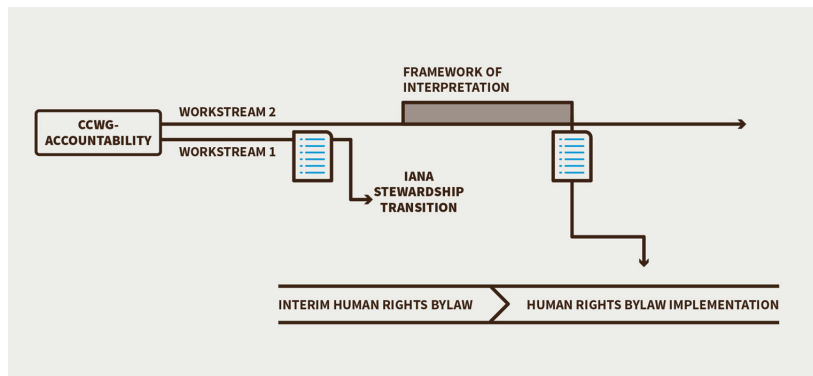 FRAMEWORK OF
INTERPRETATION
WORKSTREAM 2
CCWG-
ACCOUNTABILITY
WORKSTREAM 1
IANA
STEWARDSHIP
TRANSITION
INTERIM HUMAN RIGHTS BYLAW
HUMAN RIGHTS BYLAW IMPLEMENTATION